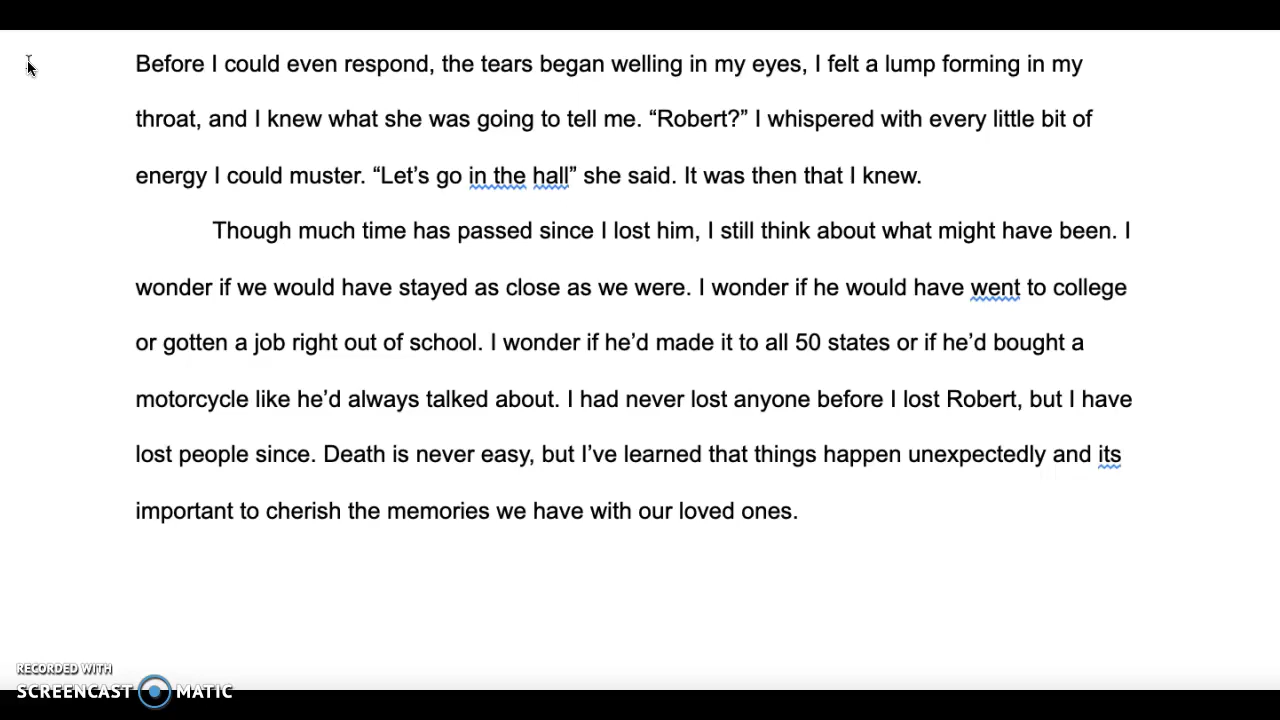 Before I could even respond, the tears began welling in my eyes, I felt a lump forming in my
throat, and I knew what she was going to tell me. “Robert?” I whispered with every little bit of
energy I could muster. “Let’s go in the hall” she said. It was then that I knew.
Though much time has passed since I lost him, I still think about what might have been. I
wonder if we would have stayed as close as we were. I wonder if he would have went to college
or gotten a job right out of school. I wonder if he’d made it to all 50 states or if he’d bought a
motorcycle like he’d always talked about. I had never lost anyone before I lost Robert, but I have
lost people since. Death is never easy, but I’ve learned that things happen unexpectedly and its
important to cherish the memories we have with our loved ones.
RECORDED WITH
SCREENCAST MATIC